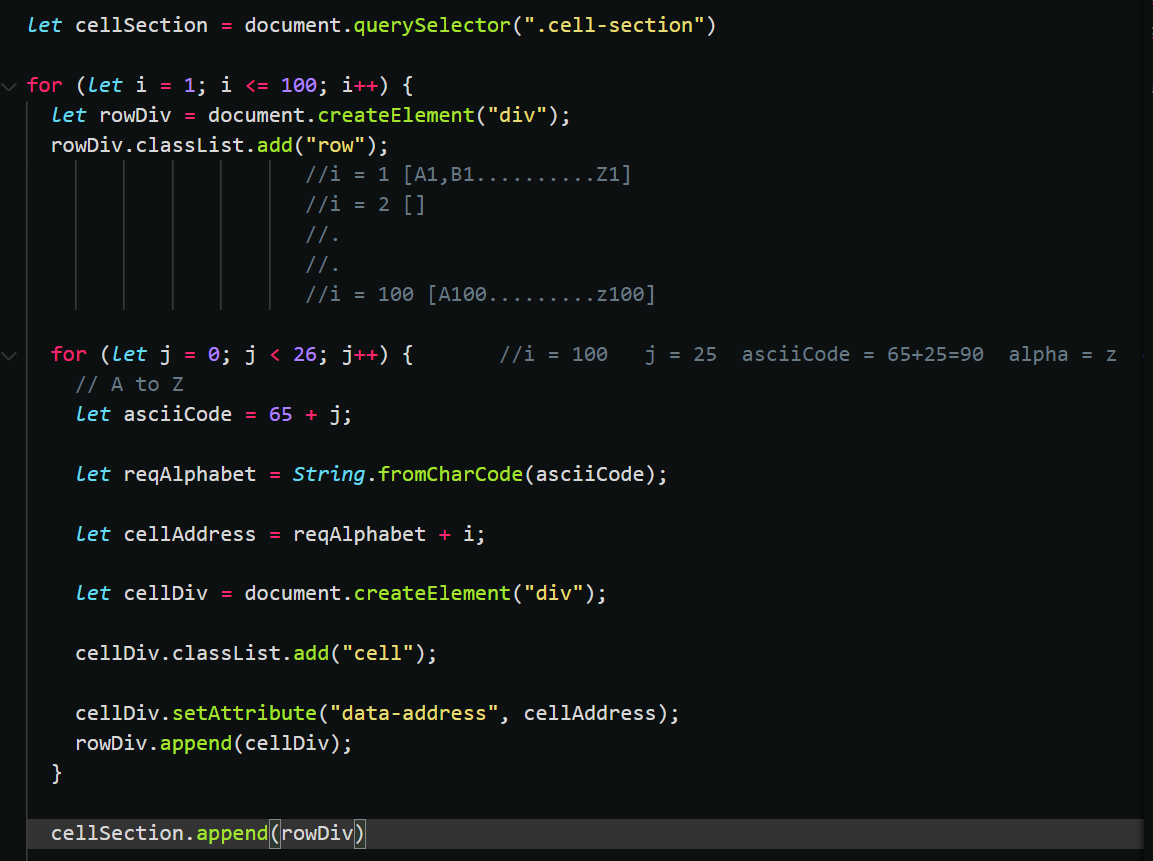 let cellSection = document.querySelector(".cell-section")
for (let i = 1; i <= 100; i++) {
let rowDiv = document.createElement("div");
rowDiv.classList.add("row");
//i = 1 [A1,B1..........Z1]
//i = 2 []
//.
//.
//i = 100 [A100.........z100]
for (let j = 0; j < 26; j++) { //i = 100 j = 25 asciiCode = 65+25=90 alpha = z
// A to Z
let asciiCode = 65 + j;
let reqAlphabet = String.fromCharCode(asciiCode);
let cellAddress = reqAlphabet + i;
let cellDiv = document.createElement("div");
cellDiv.classList.add("cell");
cellDiv.setAttribute("data-address", cellAddress);
rowDiv.append(cellDiv);
}
cellSection.append(rowDiv)